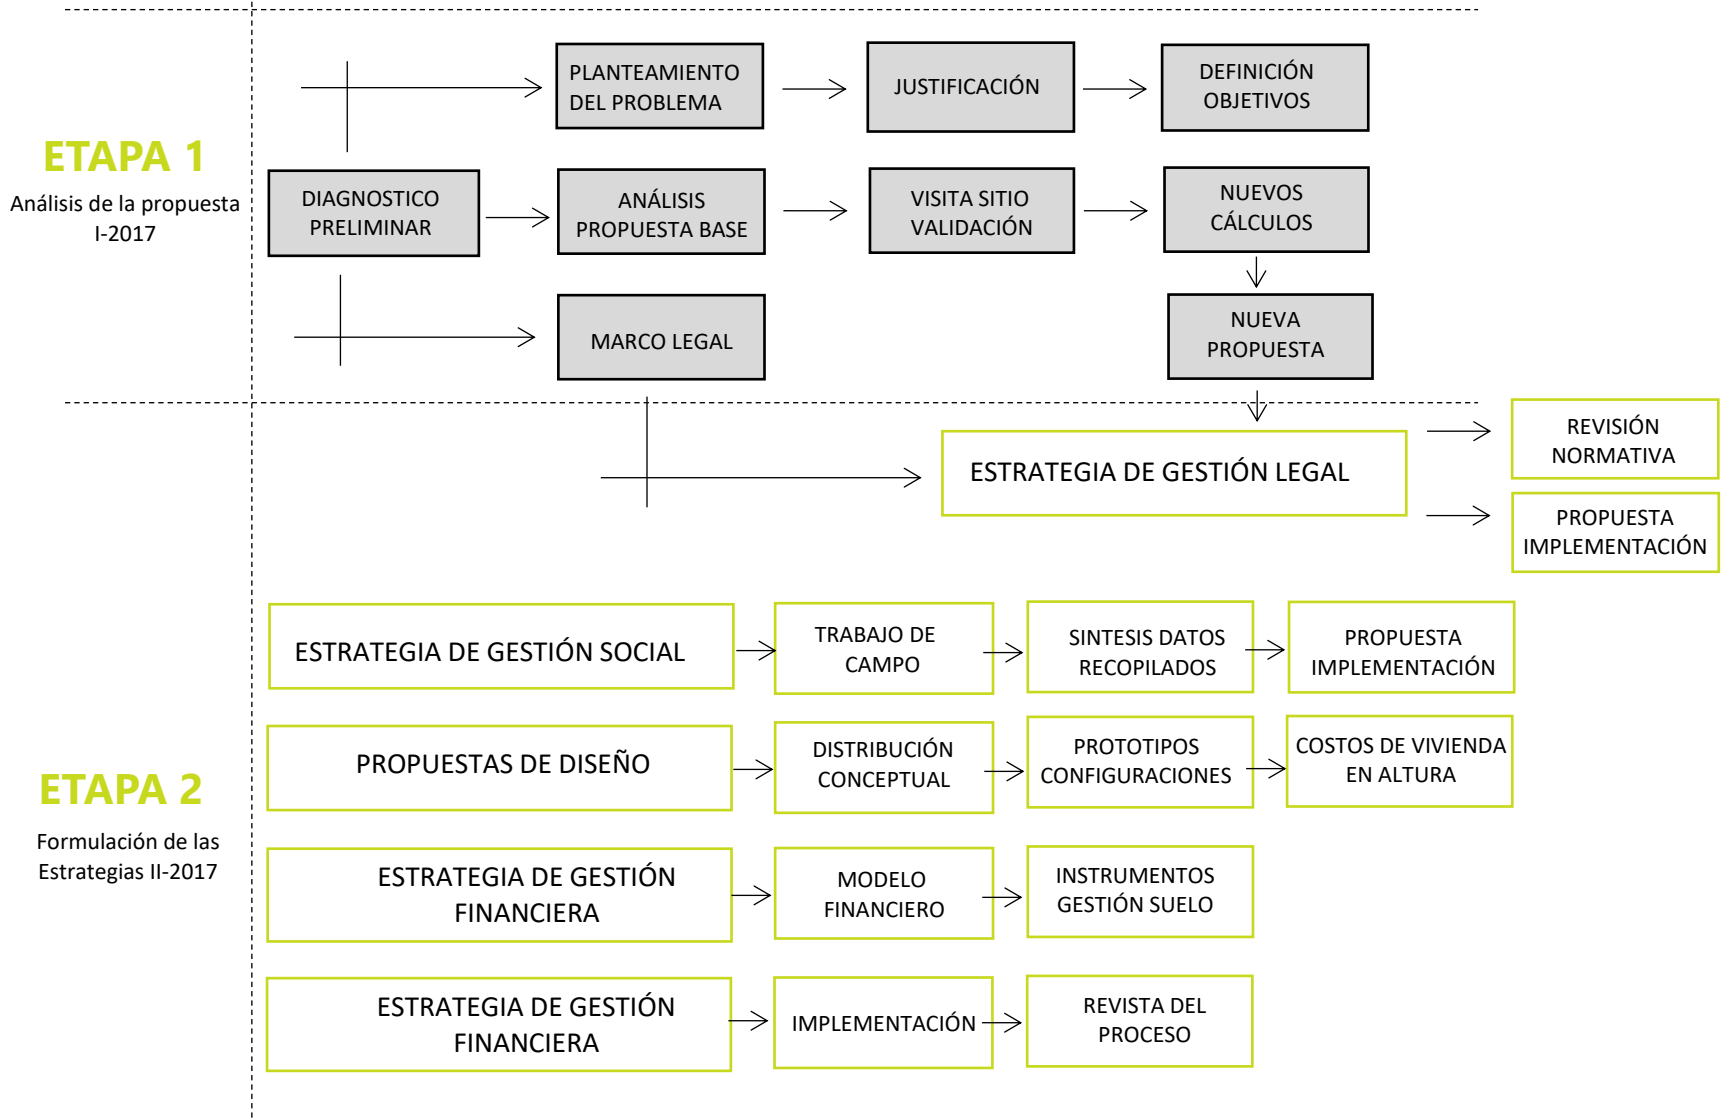 ETAPA 1
Análisis de la propuesta
I-2017
PLANTEAMIENTO
DEL PROBLEMA
JUSTIFICACIÓN
DEFINICIÓN
OBJETIVOS
DIAGNOSTICO
PRELIMINAR
ANÁLISIS
PROPUESTA BASE
VISITA SITIO
VALIDACIÓN
NUEVOS
CÁLCULOS
MARCO LEGAL
NUEVA
PROPUESTA
ETAPA 2
Formulación de las
Estrategias II-2017
ESTRATEGIA DE GESTIÓN LEGAL
REVISIÓN
NORMATIVA
PROPUESTA
IMPLEMENTACIÓN
ESTRATEGIA DE GESTIÓN SOCIAL
TRABAJO DE
CAMPO
SINTESIS DATOS
RECOPILADOS
PROPUESTA
IMPLEMENTACIÓN
PROPUESTAS DE DISEÑO
DISTRIBUCIÓN
CONCEPTUAL
PROTOTIPOS
CONFIGURACIONES
COSTOS DE VIVIENDA
EN ALTURA
ESTRATEGIA DE GESTIÓN
FINANCIERA
MODELO
FINANCIERO
INSTRUMENTOS
GESTIÓN SUELO
ESTRATEGIA DE GESTIÓN
FINANCIERA
IMPLEMENTACIÓN
REVISTA DEL
PROCESO